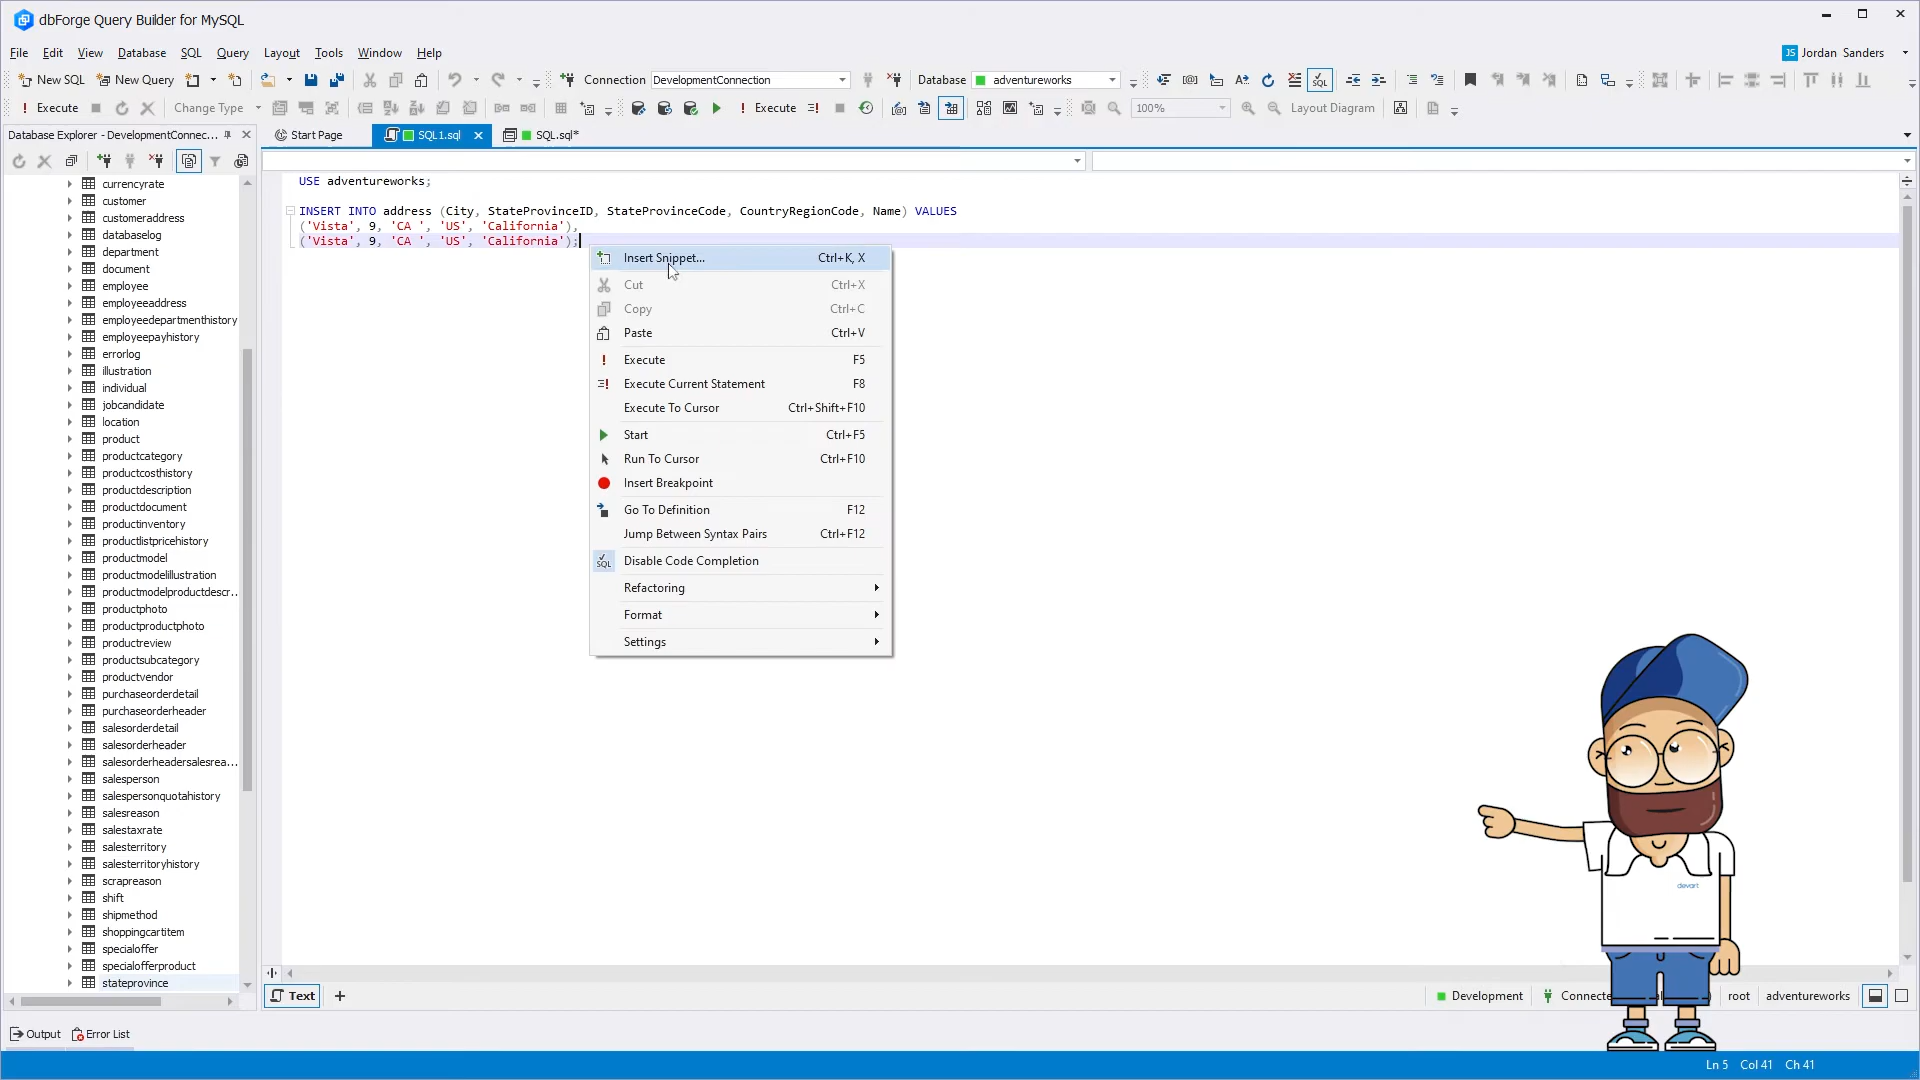 dbForge Query Builder for MySQL
File Edit View Database SQL Query Layout Tools Window Help
JS Jordan Sanders
New SQL New Query Connection DevelopmentConnection Database adventureworks
Execute Change Type Execute 100% Layout Diagram
Database Explorer - DevelopmentConnec...
Start Page SQL1.sql SQL.sql*
currencyrate
customer
customeraddress
databaselog
department
document
employee
employeeaddress
employeedepartmenthistory
employeepayhistory
errorlog
illustration
individual
jobcandidate
location
product
productcategory
productcosthistory
productdescription
productdocument
productinventory
productlistpricehistory
productmodel
productmodelillustration
productmodelproductdescr...
productphoto
productproductphoto
productreview
productsubcategory
productvendor
purchaseorderdetail
purchaseorderheader
salesorderdetail
salesorderheader
salesorderheadersalesrea...
salesperson
salespersonquotahistory
salesreason
salestaxrate
salesterritory
salesterritoryhistory
scrapreason
shift
shipmethod
shoppingcartitem
specialoffer
specialofferproduct
stateprovince
USE adventureworks;
INSERT INTO address (City, StateProvinceID, StateProvinceCode, CountryRegionCode, Name) VALUES
('Vista', 9, 'CA ', 'US', 'California'),
('Vista', 9, 'CA ', 'US', 'California');
Insert Snippet... Ctrl+K, X
Cut Ctrl+X
Copy Ctrl+C
Paste Ctrl+V
Execute F5
Execute Current Statement F8
Execute To Cursor Ctrl+Shift+F10
Start Ctrl+F5
Run To Cursor Ctrl+F10
Insert Breakpoint
Go To Definition F12
Jump Between Syntax Pairs Ctrl+F12
SQL Disable Code Completion
Refactoring
Format
Settings
devart
Text
Development Connecte root adventureworks
Output Error List
Ln 5 Col 41 Ch 41